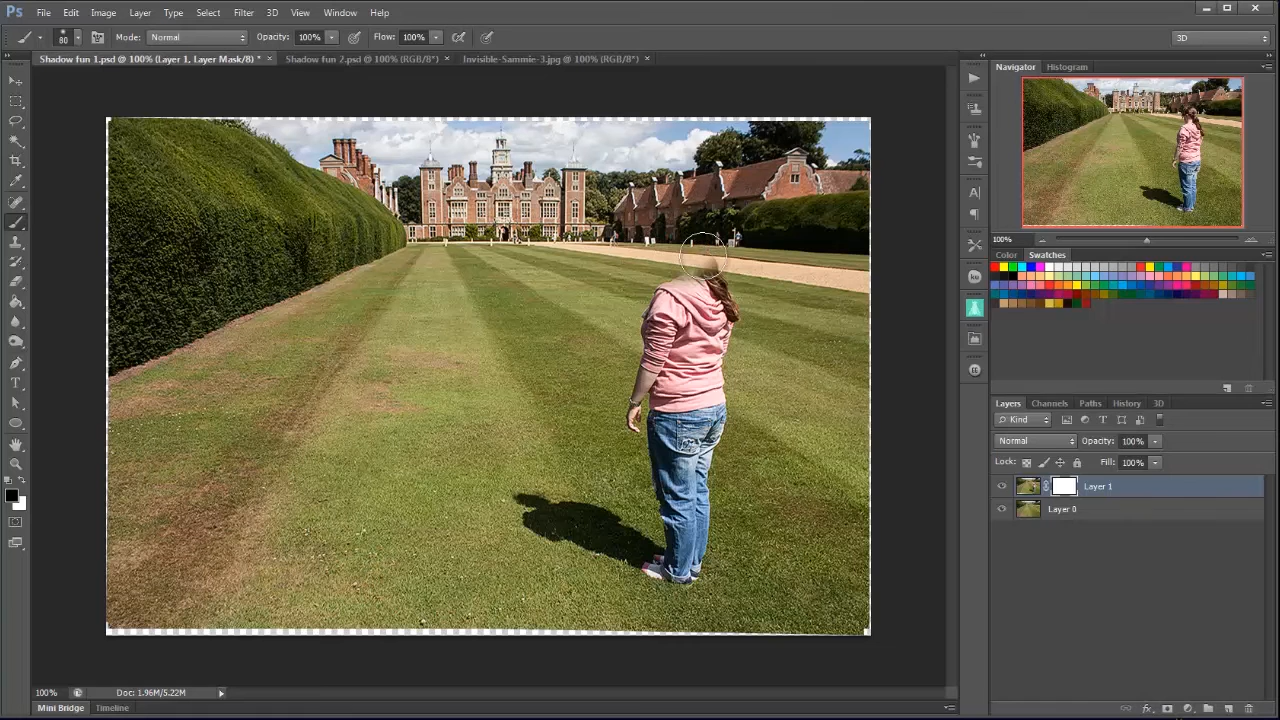 Ps File Edit Image Layer Type Select Filter 3D View Window Help
80 Mode: Normal Opacity: 100% Flow: 100% 3D
Shadow fun 1.psd @ 100% (Layer 1, Layer Mask/8) * × Shadow fun 2.psd @ 100% (RGB/8*) × Invisible-Sammie-3.jpg @ 100% (RGB/8*) ×
Navigator Histogram
100%
Color Swatches
Layers Channels Paths History 3D
Kind
Normal Opacity: 100%
Lock: Fill: 100%
Layer 1
Layer 0
100% Doc: 1.96M/5.22M
Mini Bridge Timeline